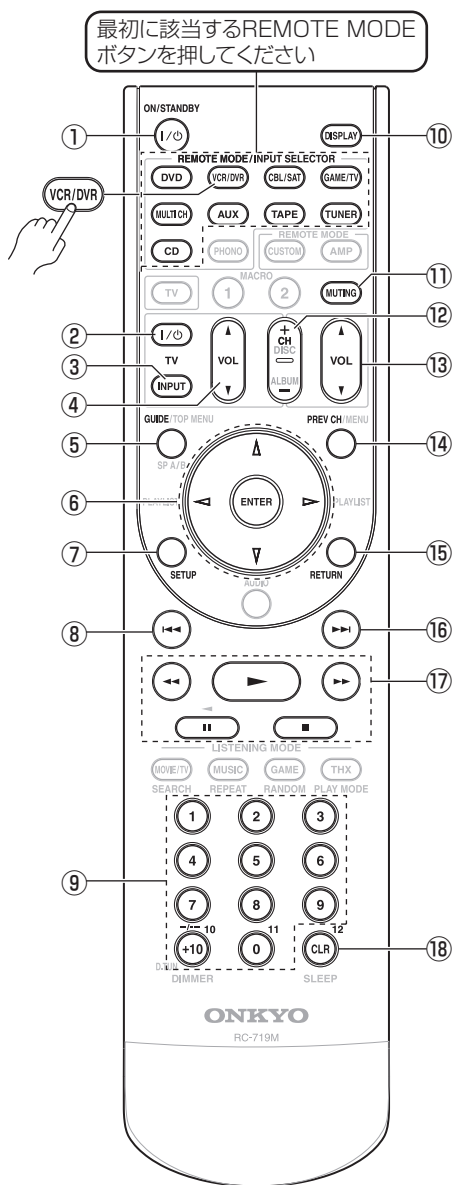 最初に該当するREMOTE MODE
ボタンを押してください
ON/STANDBY
① I/⏻ DISPLAY ⑩
REMOTE MODE/INPUT SELECTOR
DVD VCR/DVR CBL/SAT GAME/TV
VCR/DVR
MULTI CH AUX TAPE TUNER
REMOTE MODE
CD PHONO CUSTOM AMP
MACRO
TV 1 2 MUTING ⑪
⑫
② I/⏻ + CH
TV VOL DISC VOL ⑬
③ INPUT ALBUM −
④
GUIDE/TOP MENU PREV CH/MENU
⑤ SP A/B ⑭
⑥ PLAYLIST ENTER PLAYLIST
⑦ SETUP RETURN ⑮
AUDIO
⑧ ⑯
⑰
LISTENING MODE
MOVIE/TV MUSIC GAME THX
SEARCH REPEAT RANDOM PLAY MODE
1 2 3
4 5 6
⑨ 7 8 9
-/--- 10 11 12
+10 0 CLR ⑱
D.TUN
DIMMER SLEEP
ONKYO
RC-719M